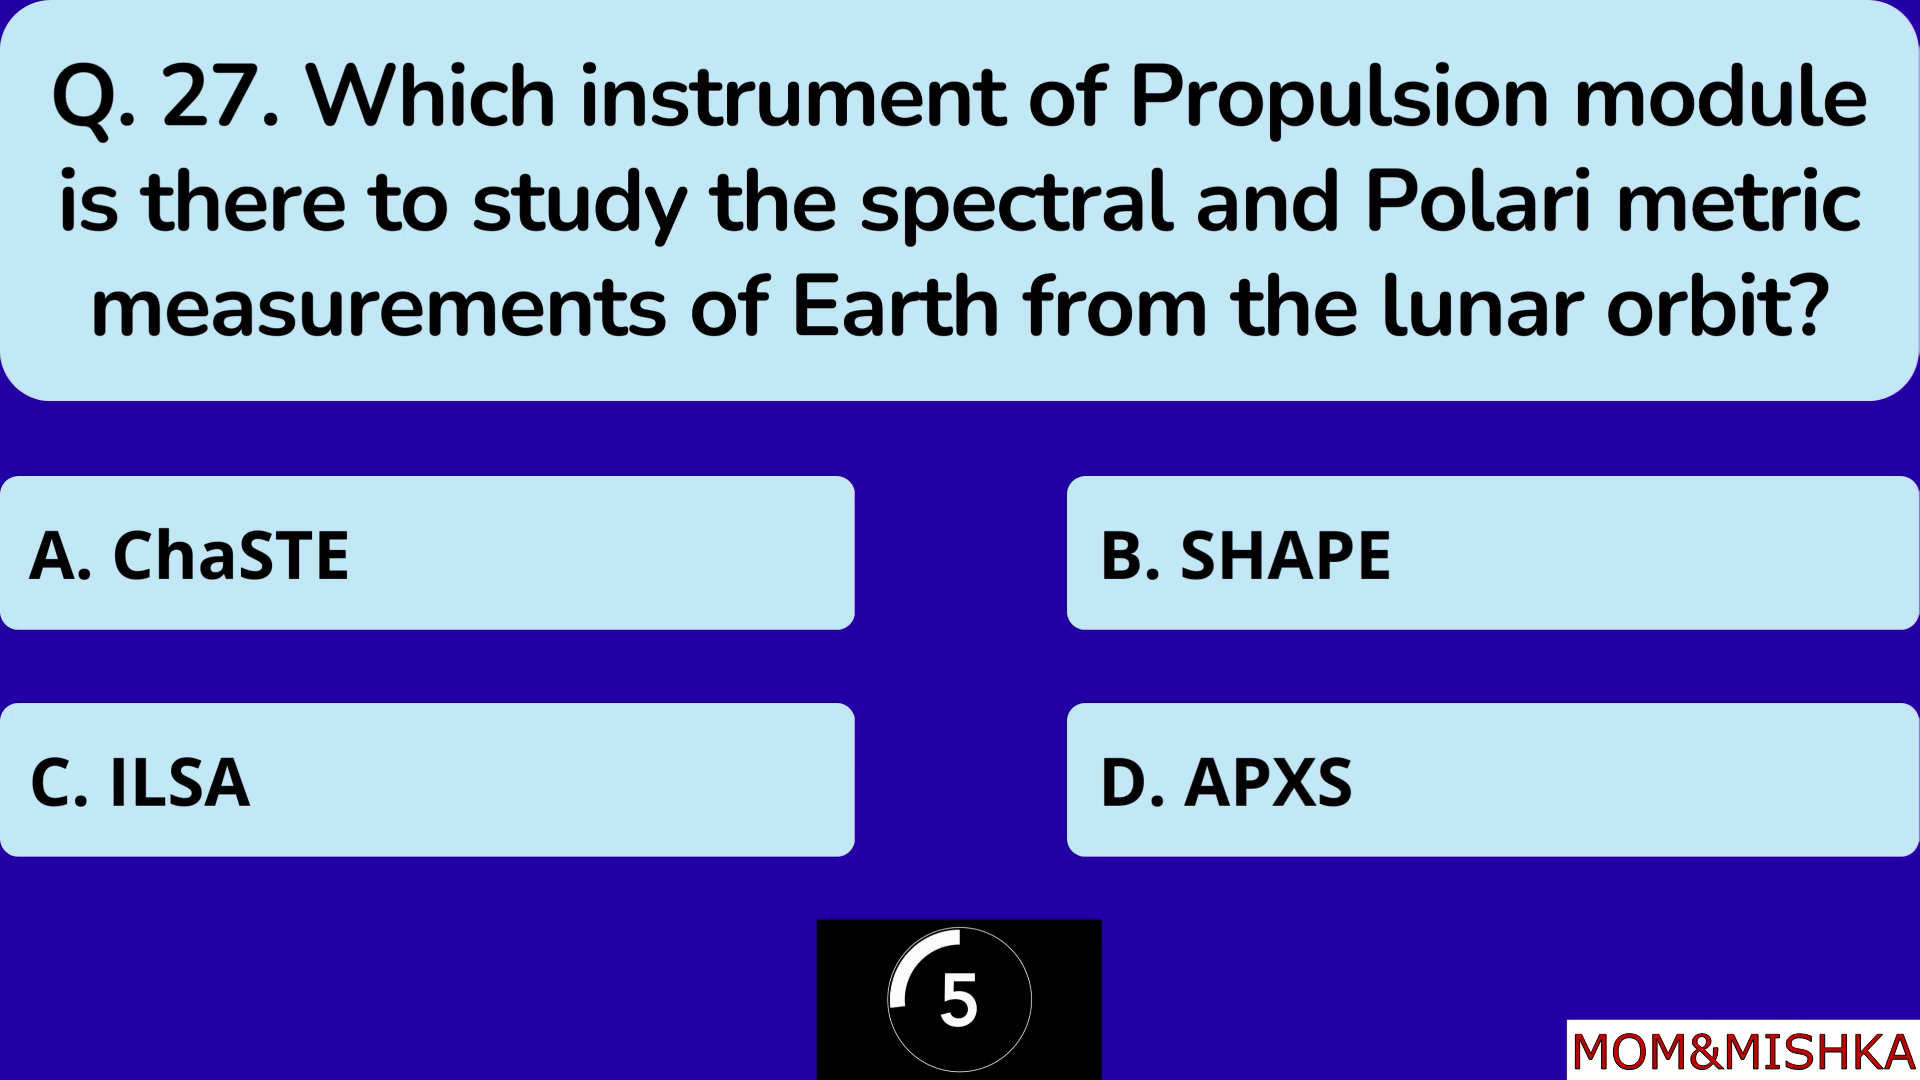 Q. 27. Which instrument of Propulsion module
is there to study the spectral and Polari metric
measurements of Earth from the lunar orbit?
A. ChaSTE
B. SHAPE
C. ILSA
D. APXS
5
MOM&MISHKA